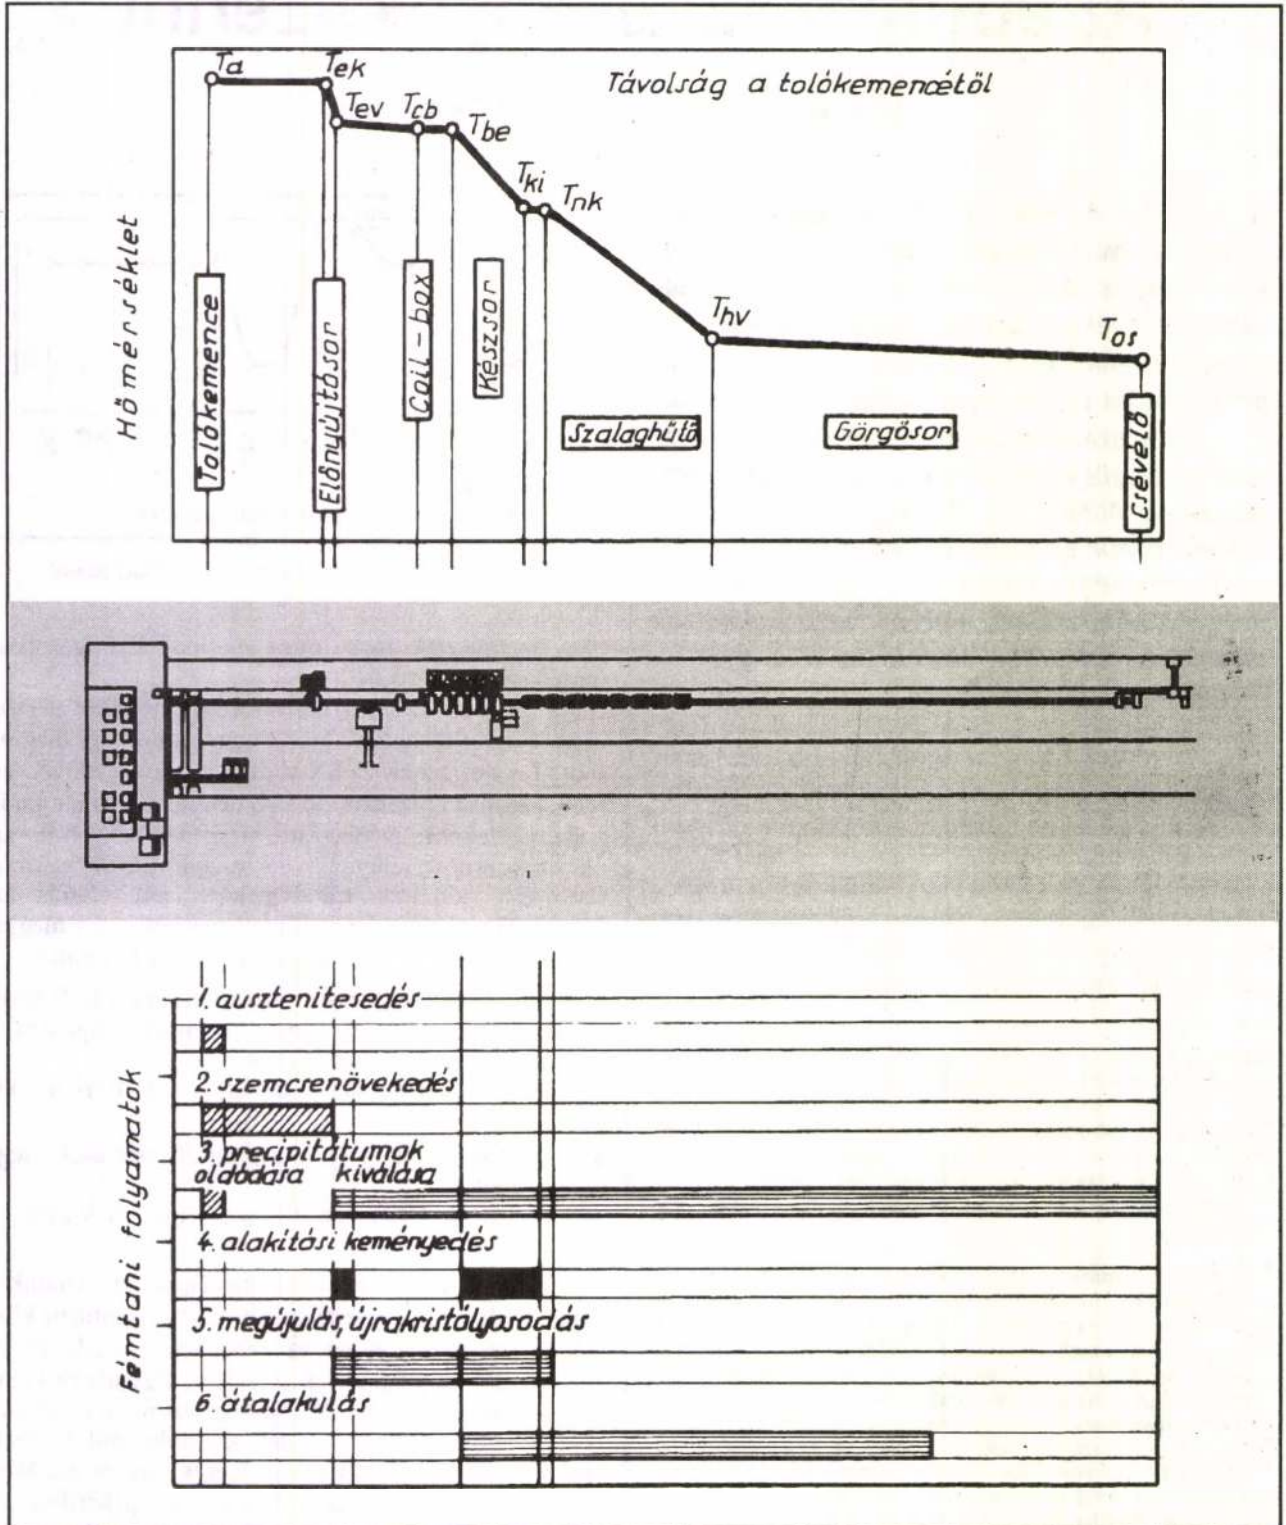 Ta
Tek
Tev
Tcb
Tbe
Tki
Tnk
Thv
Tos
Távolság a tolókemencétől
Hőmérséklet
Tolókemence
Előnyújtósor
Coil-box
Készsor
Szalaghűtő
Görgősor
Csévélő
Fémtani folyamatok
1. ausztenitesedés
2. szemcsenövekedés
3. precipitátumok
oldódása kiválása
4. alakítási keményedés
5. megújulás, újrakristályosodás
6. átalakulás